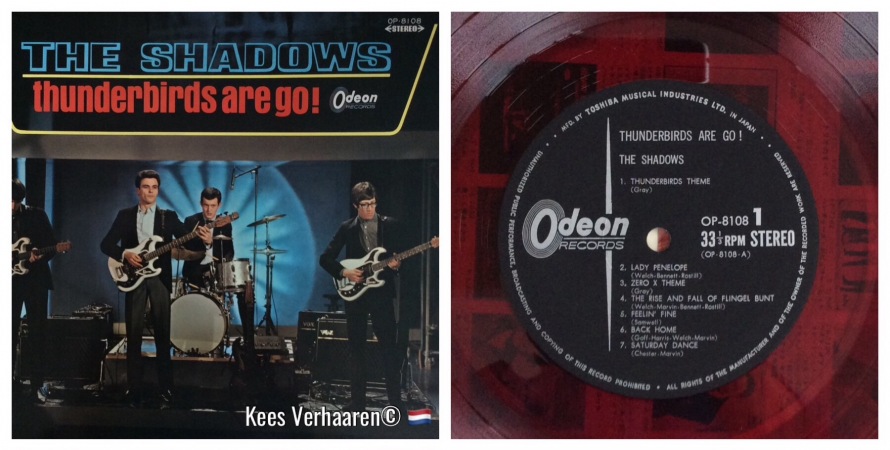 OP-8108
STEREO
THE SHADOWS
thunderbirds are go!
Odeon
RECORDS
VOX
Kees Verhaaren©
MFD. BY TOSHIBA MUSICAL INDUSTRIES LTD. IN JAPAN
THUNDERBIRDS ARE GO!
THE SHADOWS
1. THUNDERBIRDS THEME
(Gray)
Odeon
RECORDS
OP-8108 1
33⅓ RPM STEREO
(OP-8108-A)
2. LADY PENELOPE
(Welch-Bennett-Rostill)
3. ZERO X THEME
(Gray)
4. THE RISE AND FALL OF FLINGEL BUNT
(Welch-Marvin-Bennett-Rostill)
5. FEELIN' FINE
(Samwell)
6. BACK HOME
(Goff-Harris-Welch-Marvin)
7. SATURDAY DANCE
(Chester-Marvin)
UNAUTHORIZED PUBLIC PERFORMANCE, BROADCASTING AND COPYING OF THIS RECORD PROHIBITED • ALL RIGHTS OF THE MANUFACTURER AND OF THE OWNER OF THE RECORDED WORK ARE RESERVED